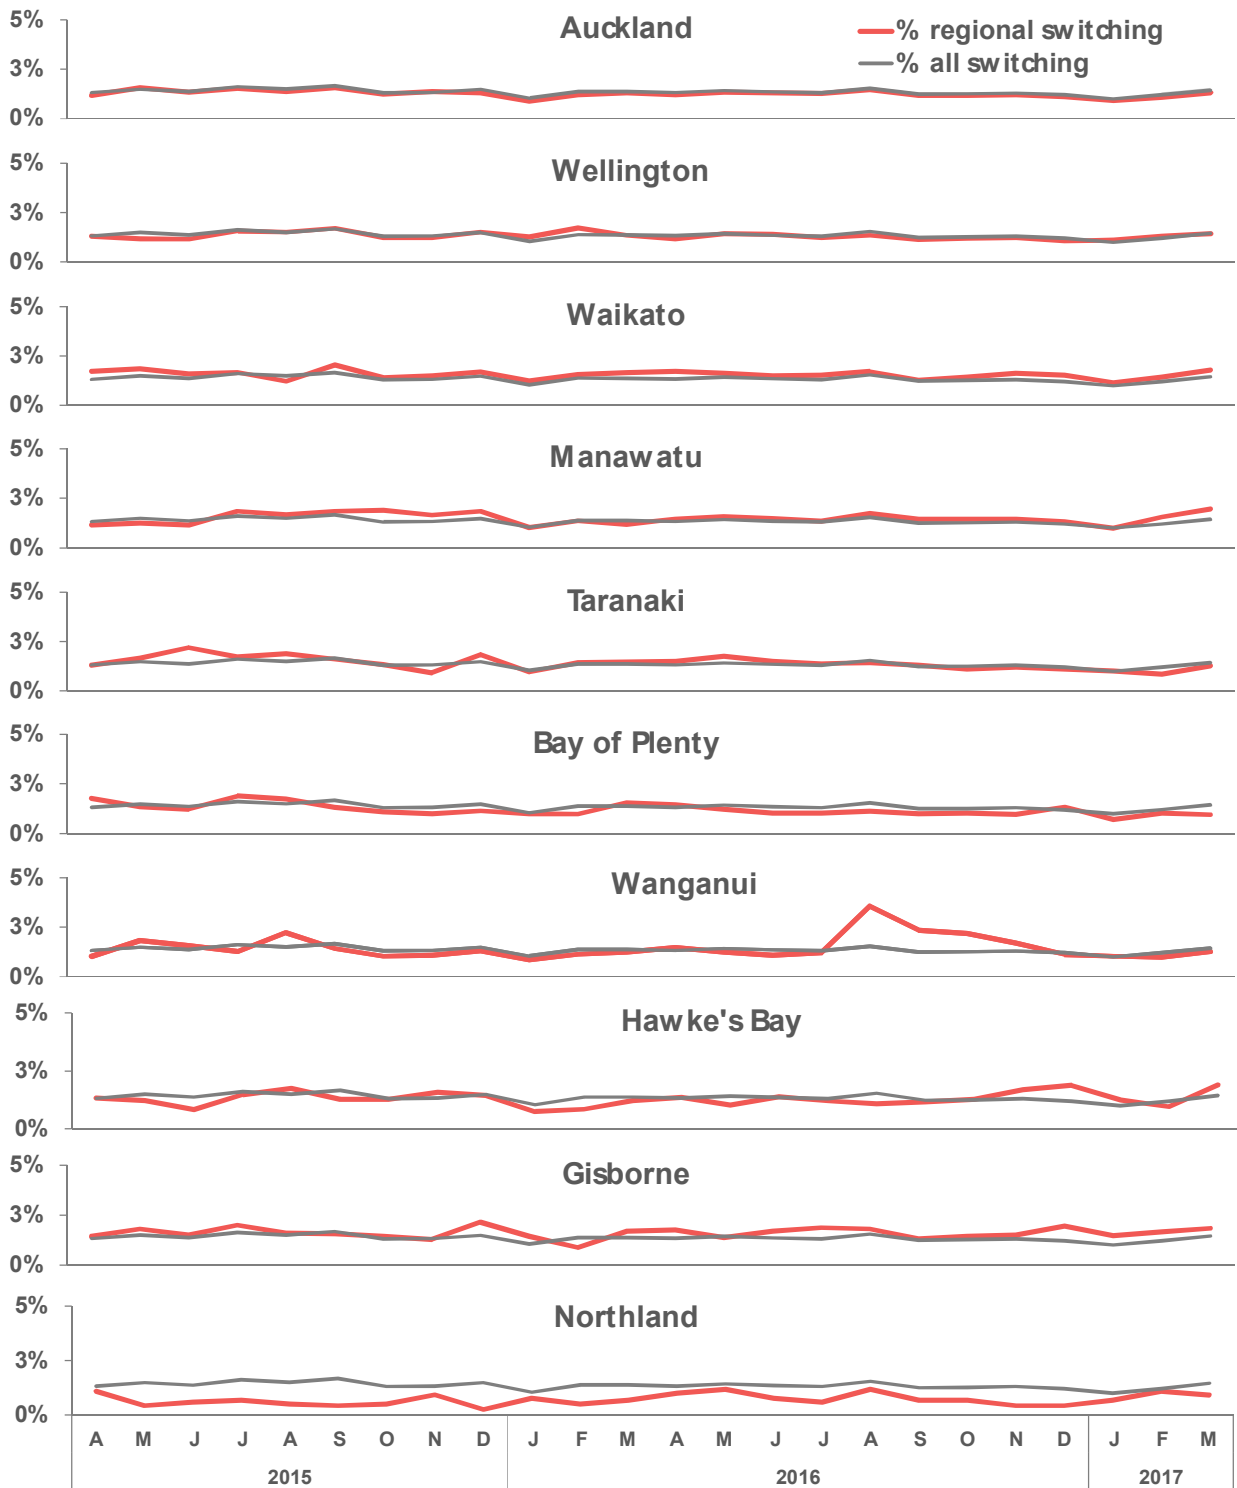 Auckland
% regional switching
% all switching
5%
3%
0%
Wellington
5%
3%
0%
Waikato
5%
3%
0%
Manawatu
5%
3%
0%
Taranaki
5%
3%
0%
Bay of Plenty
5%
3%
0%
Wanganui
5%
3%
0%
Hawke's Bay
5%
3%
0%
Gisborne
5%
3%
0%
Northland
5%
3%
0%
A M J J A S O N D J F M A M J J A S O N D J F M
2015 2016 2017